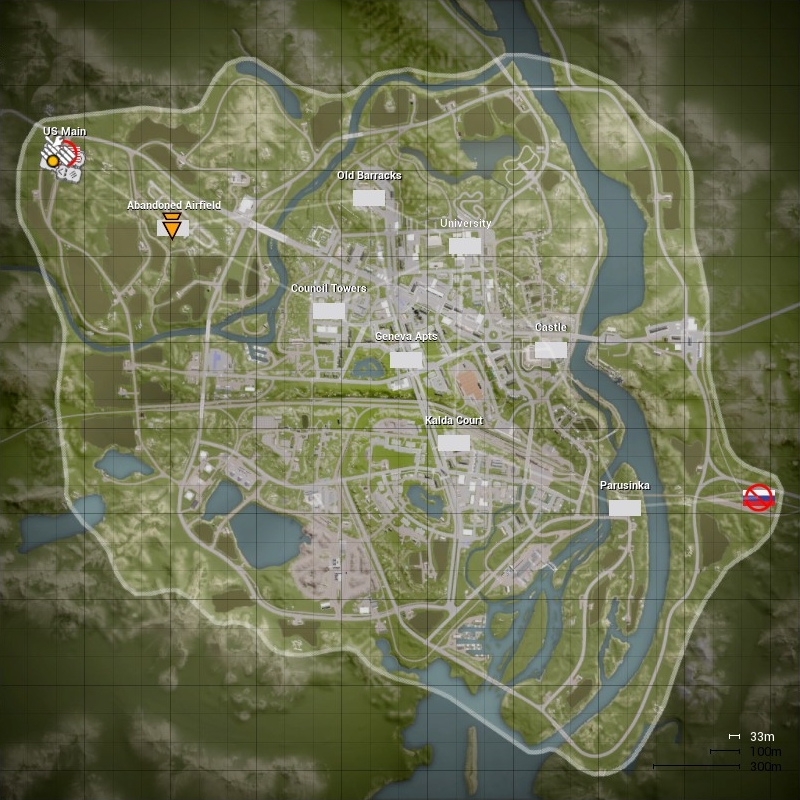 US Main
Old Barracks
Abandoned Airfield
University
Council Towers
Castle
Geneva Apts
Kalda Court
Parusinka
33m
100m
300m